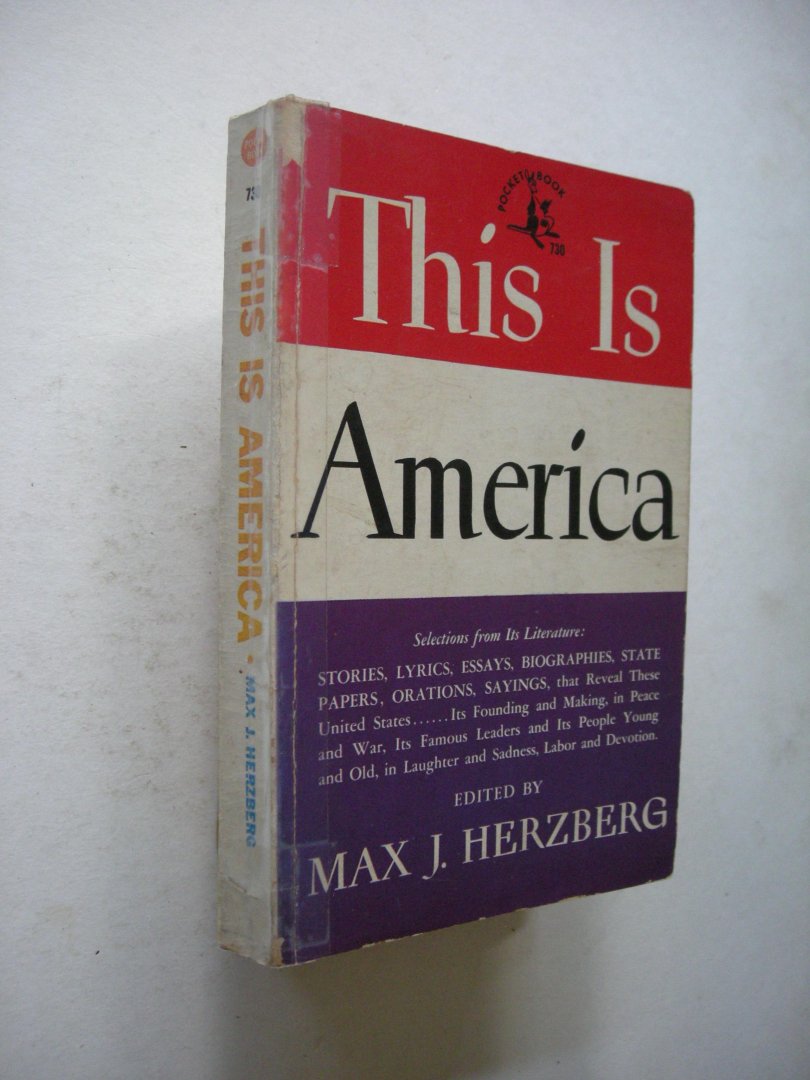 POCKET BOOK
730
This Is
America
Selections from Its Literature:
STORIES, LYRICS, ESSAYS, BIOGRAPHIES, STATE
PAPERS, ORATIONS, SAYINGS, that Reveal These
United States......Its Founding and Making, in Peace
and War, Its Famous Leaders and Its People Young
and Old, in Laughter and Sadness, Labor and Devotion.
EDITED BY
MAX J. HERZBERG
THIS IS AMERICA · MAX J. HERZBERG